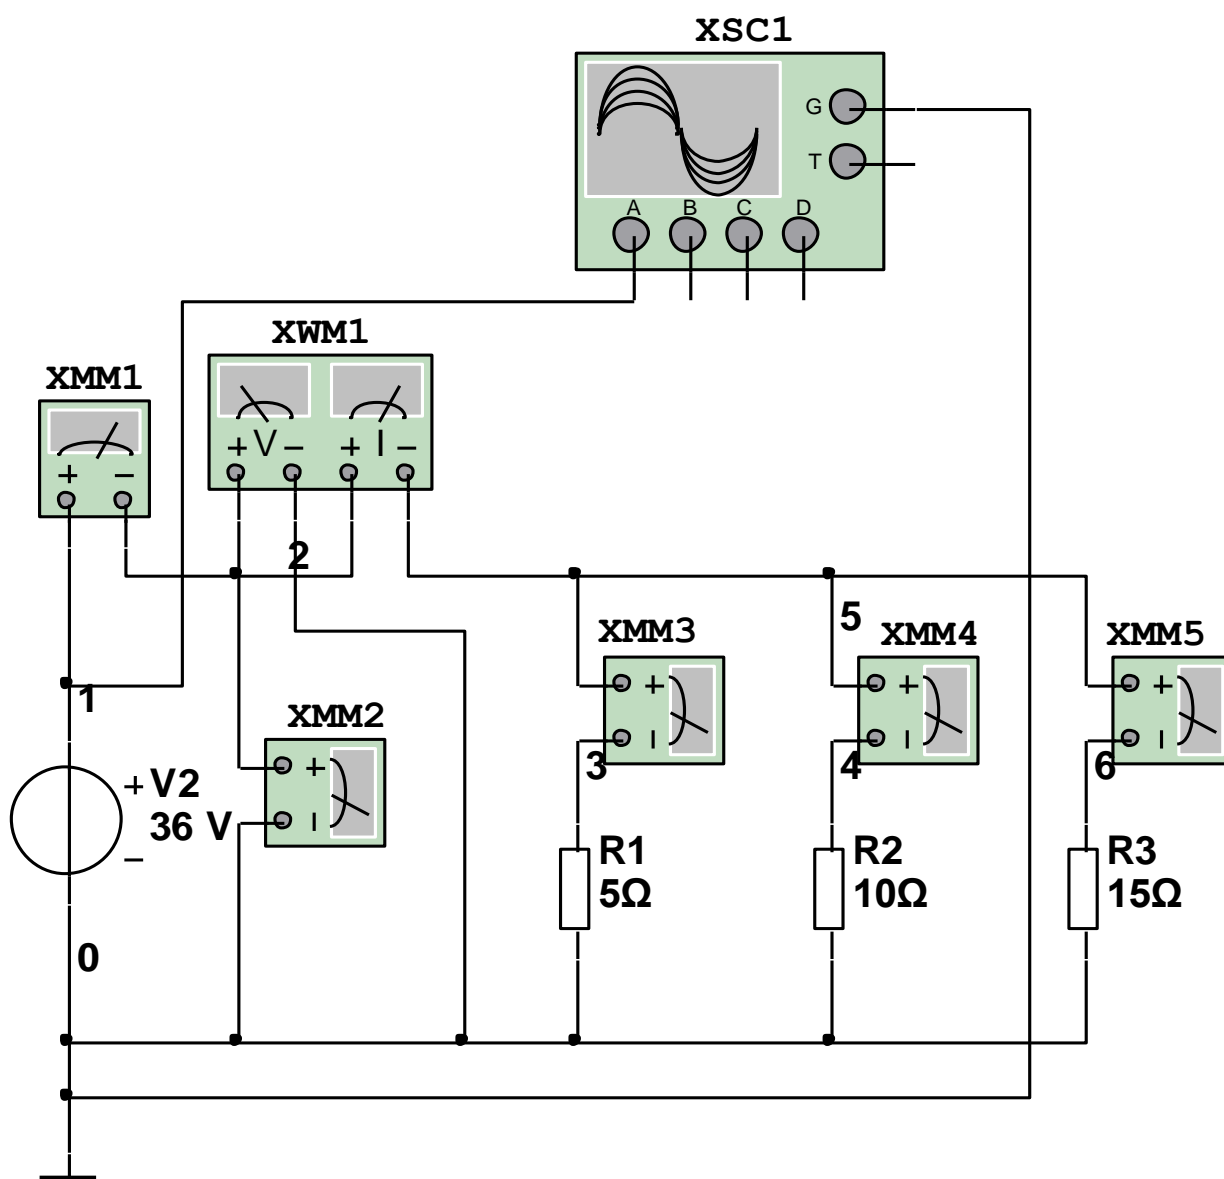 XSC1
G
T
A B C D
XWM1
XMM1
+ V − + I −
+ −
2
5
XMM3
XMM4
XMM5
+ I
+ I
+ I
1
XMM2
3
4
6
+ I
+ V2
36 V
−
R1
5Ω
R2
10Ω
R3
15Ω
0